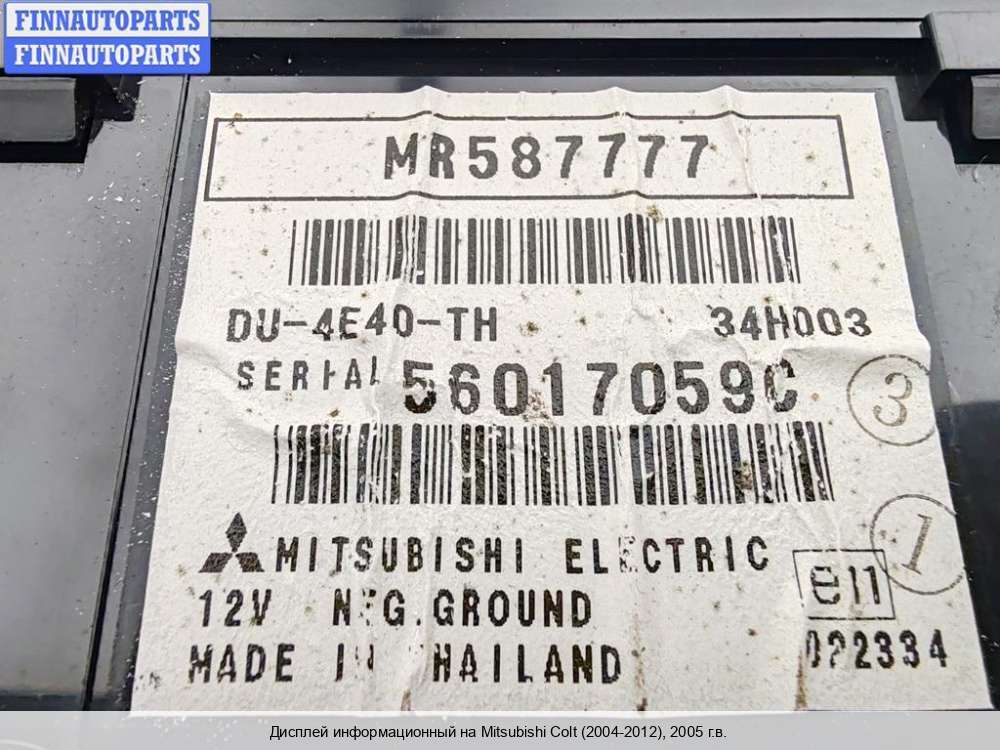 FINNAUTOPARTS
FINNAUTOPARTS
MR587777
DU-4E40-TH 34H003
SERIAL 56017059C
3
MITSUBISHI ELECTRIC
1
12V NEG.GROUND
e11
MADE IN THAILAND
022334
Дисплей информационный на Mitsubishi Colt (2004-2012), 2005 г.в.